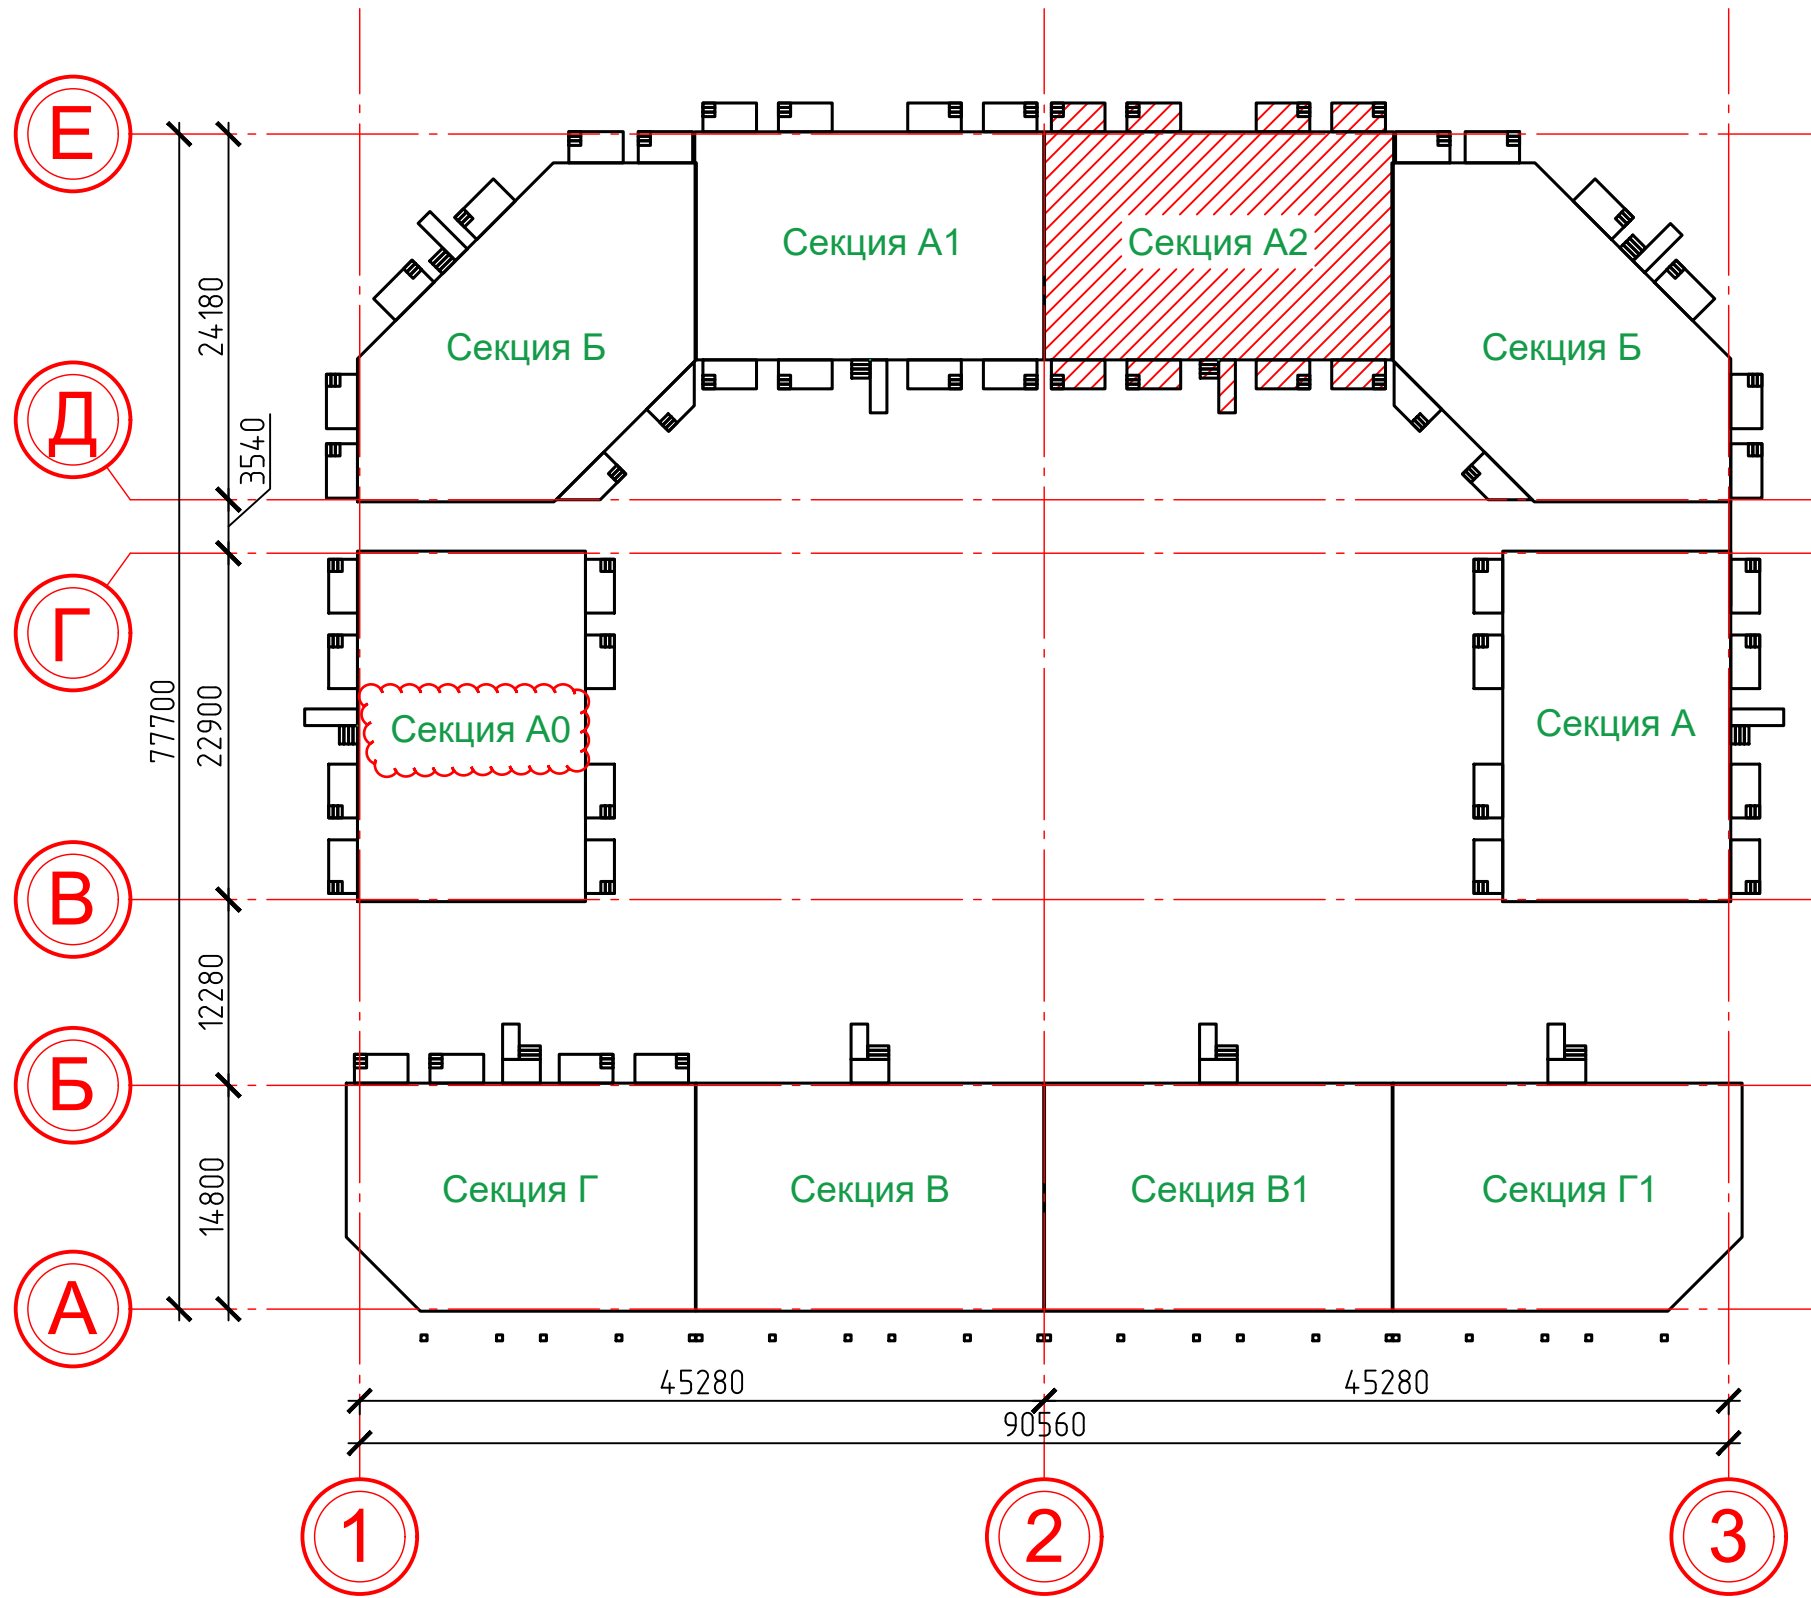 Е
Секция А1
Секция А2
24180
Секция Б
Секция Б
Д
3540
Г
77700
22900
Секция А0
Секция А
В
12280
Б
14800
Секция Г
Секция В
Секция В1
Секция Г1
А
45280
45280
90560
1
2
3